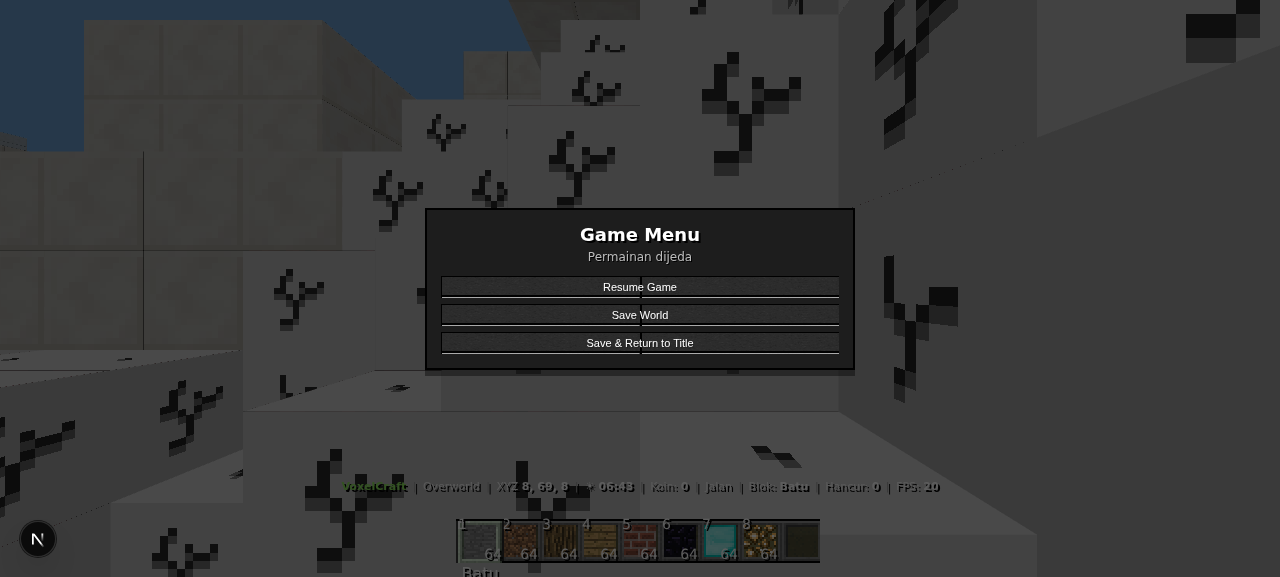 Game Menu
Permainan dijeda
Resume Game
Save World
Save & Return to Title
VoxelCraft | Overworld | XYZ 8, 69, 8 | 06:43 | Koin: 0 | Jalan | Blok: Batu | Hancur: 0 | FPS: 20
1 2 3 4 5 6 7 8
64 64 64 64 64 64 64 64
Batu
N